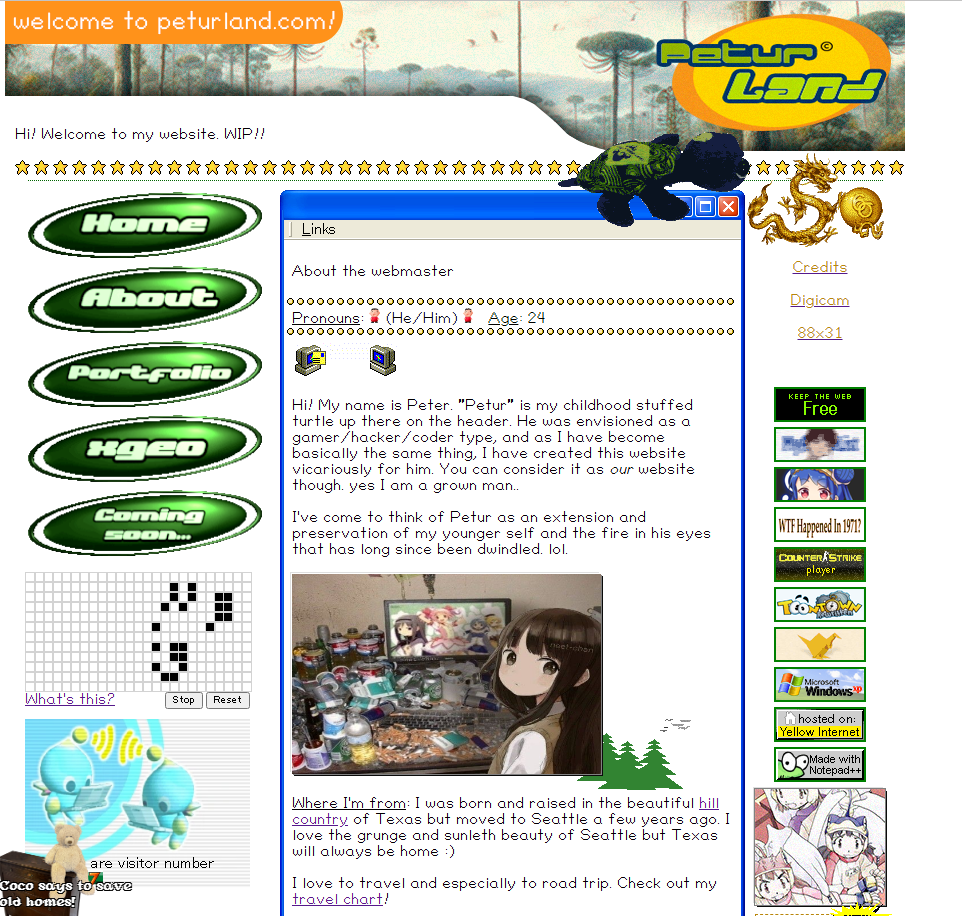 welcome to peturland.com!
Petur©
Land
Hi! Welcome to my website. WIP!!
Home
About
Portfolio
xgeo
Coming
soon...
What's this?
Stop
Reset
are visitor number
7
Coco says to save
old homes!
Links
About the webmaster
Pronouns: (He/Him) Age: 24
Hi! My name is Peter. "Petur" is my childhood stuffed
turtle up there on the header. He was envisioned as a
gamer/hacker/coder type, and as I have become
basically the same thing, I have created this website
vicariously for him. You can consider it as our website
though. yes I am a grown man..
I've come to think of Petur as an extension and
preservation of my younger self and the fire in his eyes
that has long since been dwindled. lol.
Where I'm from: I was born and raised in the beautiful hill
country of Texas but moved to Seattle a few years ago. I
love the grunge and sunleth beauty of Seattle but Texas
will always be home :)
I love to travel and especially to road trip. Check out my
travel chart!
Credits
Digicam
88x31
KEEP THE WEB
Free
WTF Happened In 1971?
COUNTER STRIKE
player
TOONTOWN
Microsoft
Windows xp
hosted on:
Yellow Internet
Made with
Notepad++